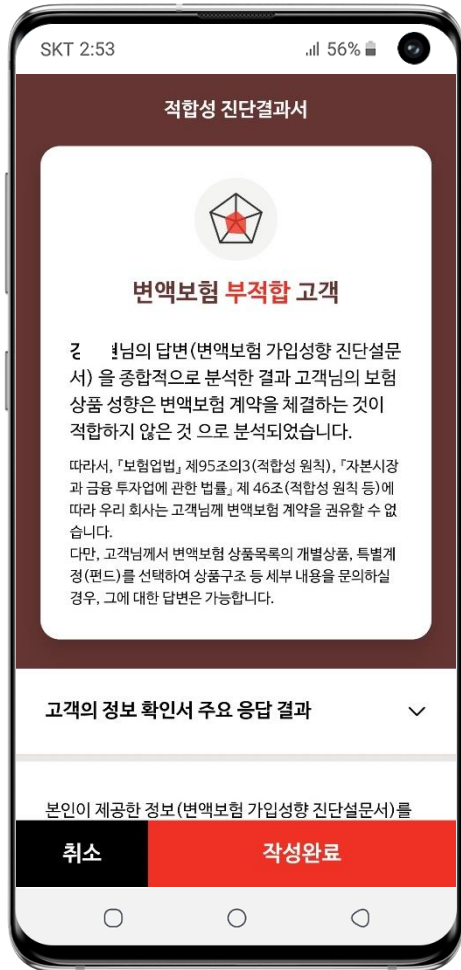 SKT 2:53
56%
적합성 진단결과서
변액보험 부적합 고객
님의 답변(변액보험 가입성향 진단설문
서) 을 종합적으로 분석한 결과 고객님의 보험
상품 성향은 변액보험 계약을 체결하는 것이
적합하지 않은 것 으로 분석되었습니다.
따라서, 『보험업법』 제95조의3(적합성 원칙), 『자본시장
과 금융 투자업에 관한 법률』 제 46조(적합성 원칙 등)에
따라 우리 회사는 고객님께 변액보험 계약을 권유할 수 없
습니다.
다만, 고객님께서 변액보험 상품목록의 개별상품, 특별계
정(펀드)를 선택하여 상품구조 등 세부 내용을 문의하실
경우, 그에 대한 답변은 가능합니다.
고객의 정보 확인서 주요 응답 결과
본인이 제공한 정보(변액보험 가입성향 진단설문서)를
취소
작성완료